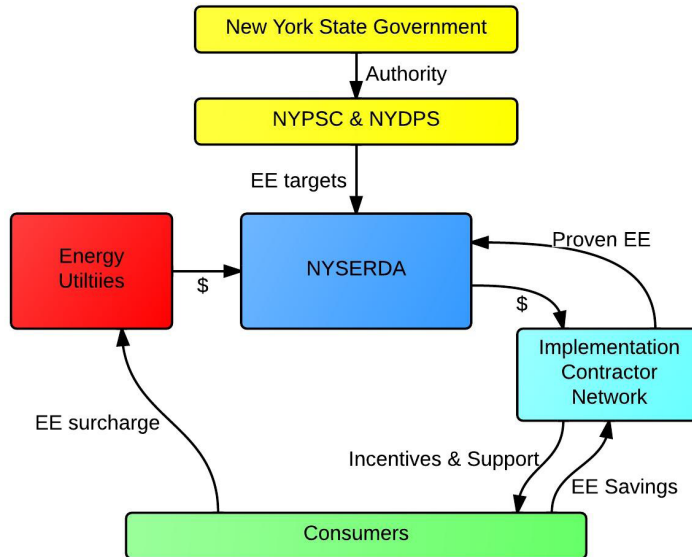 New York State Government
Authority
NYPSC & NYDPS
EE targets
Energy
Utiltiies
$
NYSERDA
Proven EE
$
Implementation
Contractor
Network
EE surcharge
Incentives & Support
EE Savings
Consumers